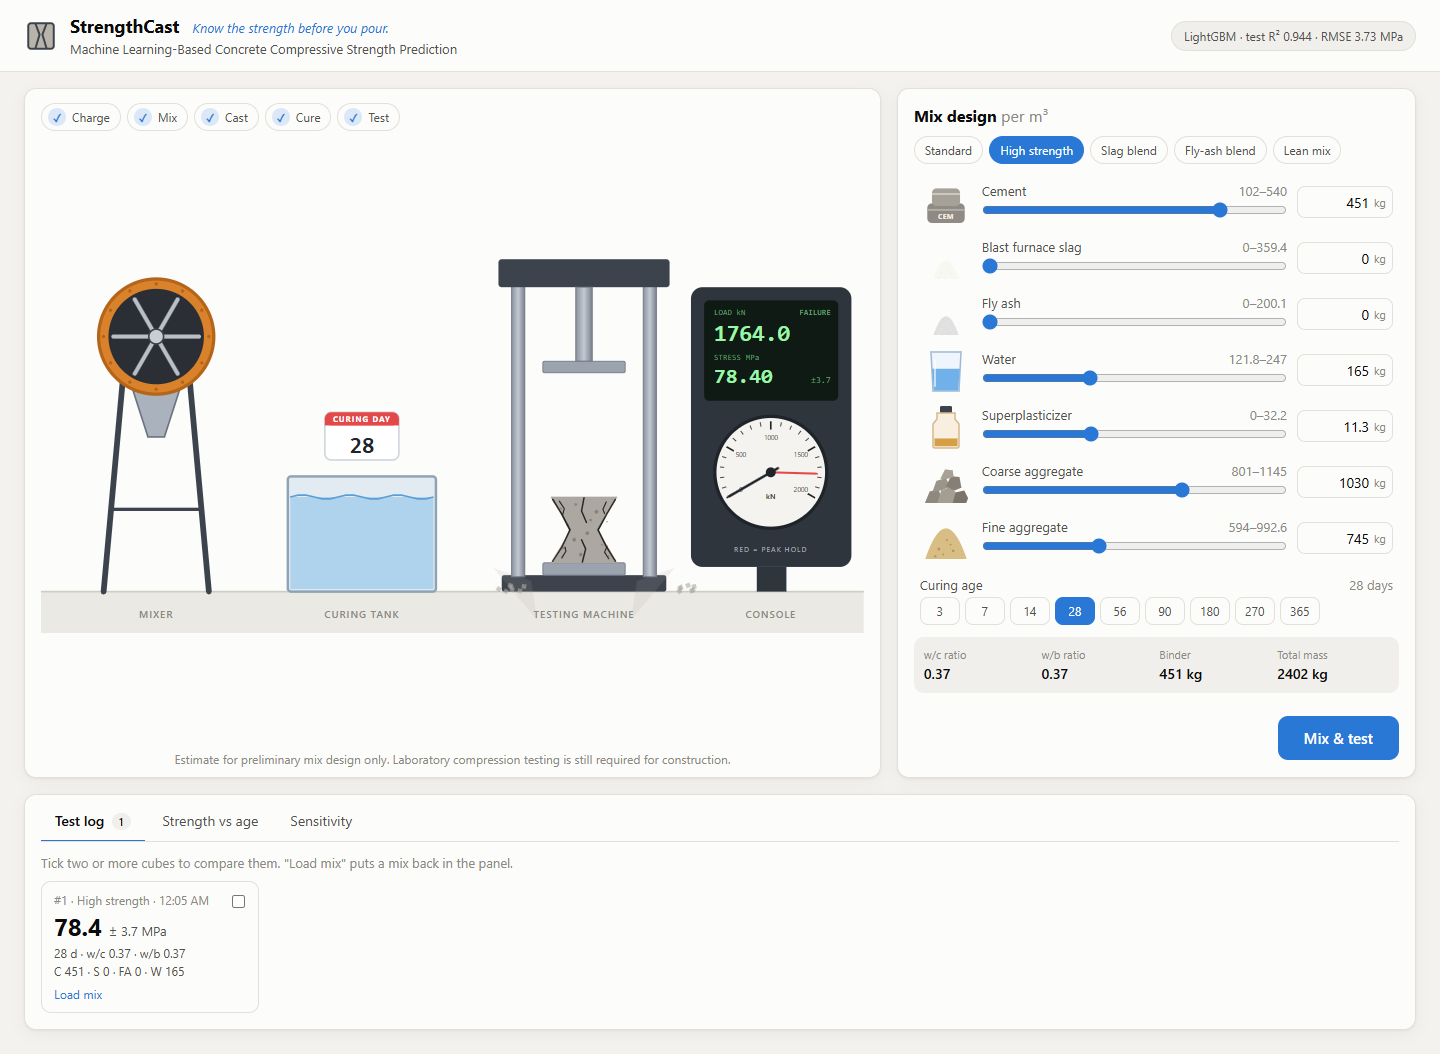 StrengthCast Know the strength before you pour.
Machine Learning-Based Concrete Compressive Strength Prediction
LightGBM · test R² 0.944 · RMSE 3.73 MPa
✓ Charge ✓ Mix ✓ Cast ✓ Cure ✓ Test
CURING DAY
28
LOAD kN FAILURE
1764.0
STRESS MPa
78.40 ±3.7
0
500
1000
1500
2000
kN
RED = PEAK HOLD
MIXER
CURING TANK
TESTING MACHINE
CONSOLE
Estimate for preliminary mix design only. Laboratory compression testing is still required for construction.
Mix design per m³
Standard High strength Slag blend Fly-ash blend Lean mix
CEM
Cement 102–540 451 kg
Blast furnace slag 0–359.4 0 kg
Fly ash 0–200.1 0 kg
Water 121.8–247 165 kg
Superplasticizer 0–32.2 11.3 kg
Coarse aggregate 801–1145 1030 kg
Fine aggregate 594–992.6 745 kg
Curing age 28 days
3 7 14 28 56 90 180 270 365
w/c ratio w/b ratio Binder Total mass
0.37 0.37 451 kg 2402 kg
Mix & test
Test log 1 Strength vs age Sensitivity
Tick two or more cubes to compare them. "Load mix" puts a mix back in the panel.
#1 · High strength · 12:05 AM
78.4 ± 3.7 MPa
28 d · w/c 0.37 · w/b 0.37
C 451 · S 0 · FA 0 · W 165
Load mix